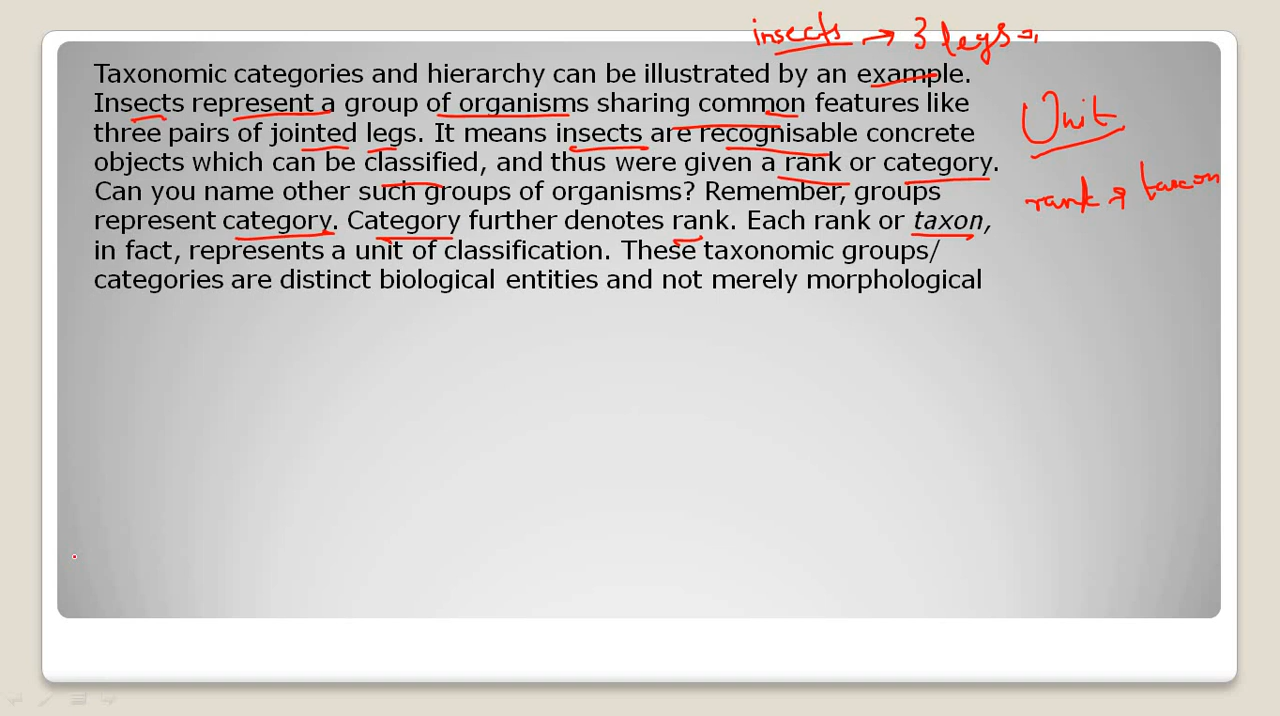 insects → 3 legs
Taxonomic categories and hierarchy can be illustrated by an example.
Insects represent a group of organisms sharing common features like
three pairs of jointed legs. It means insects are recognisable concrete
objects which can be classified, and thus were given a rank or category.
Can you name other such groups of organisms? Remember, groups
represent category. Category further denotes rank. Each rank or taxon,
in fact, represents a unit of classification. These taxonomic groups/
categories are distinct biological entities and not merely morphological
Unit
rank → taxon